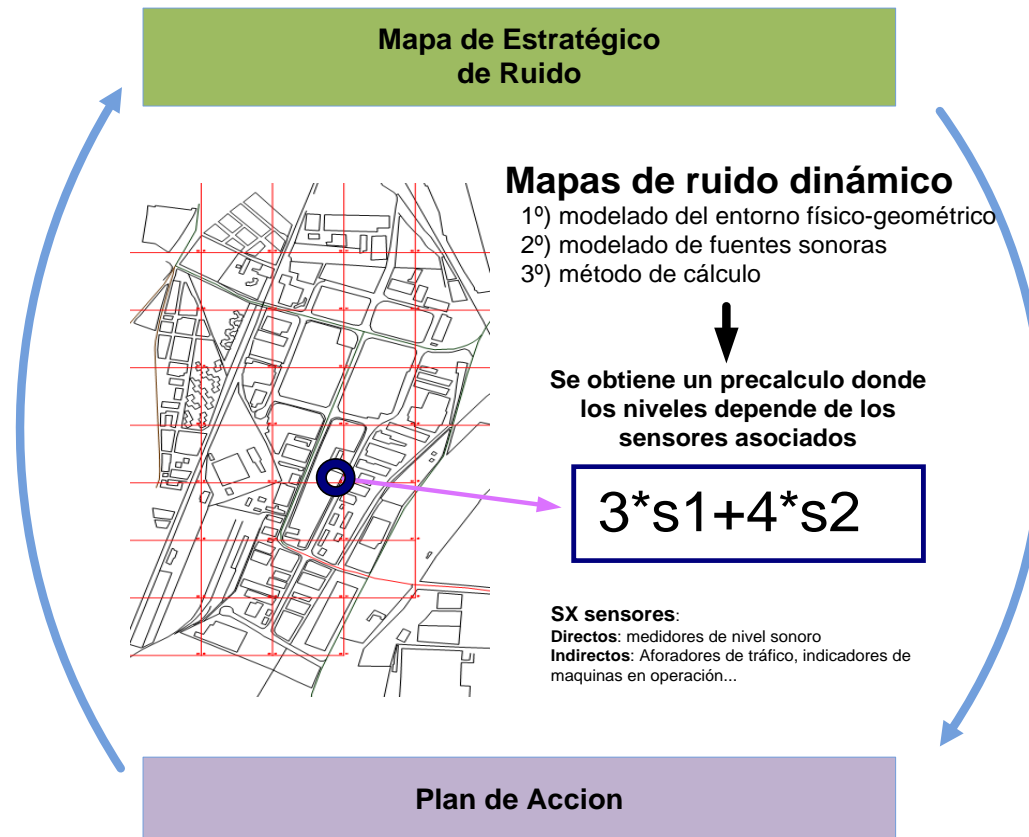 Mapa de Estratégico
de Ruido
Mapas de ruido dinámico
1º) modelado del entorno físico-geométrico
2º) modelado de fuentes sonoras
3º) método de cálculo
Se obtiene un precalculo donde
los niveles depende de los
sensores asociados
3*s1+4*s2
SX sensores:
Directos: medidores de nivel sonoro
Indirectos: Aforadores de tráfico, indicadores de
maquinas en operación...
Plan de Accion